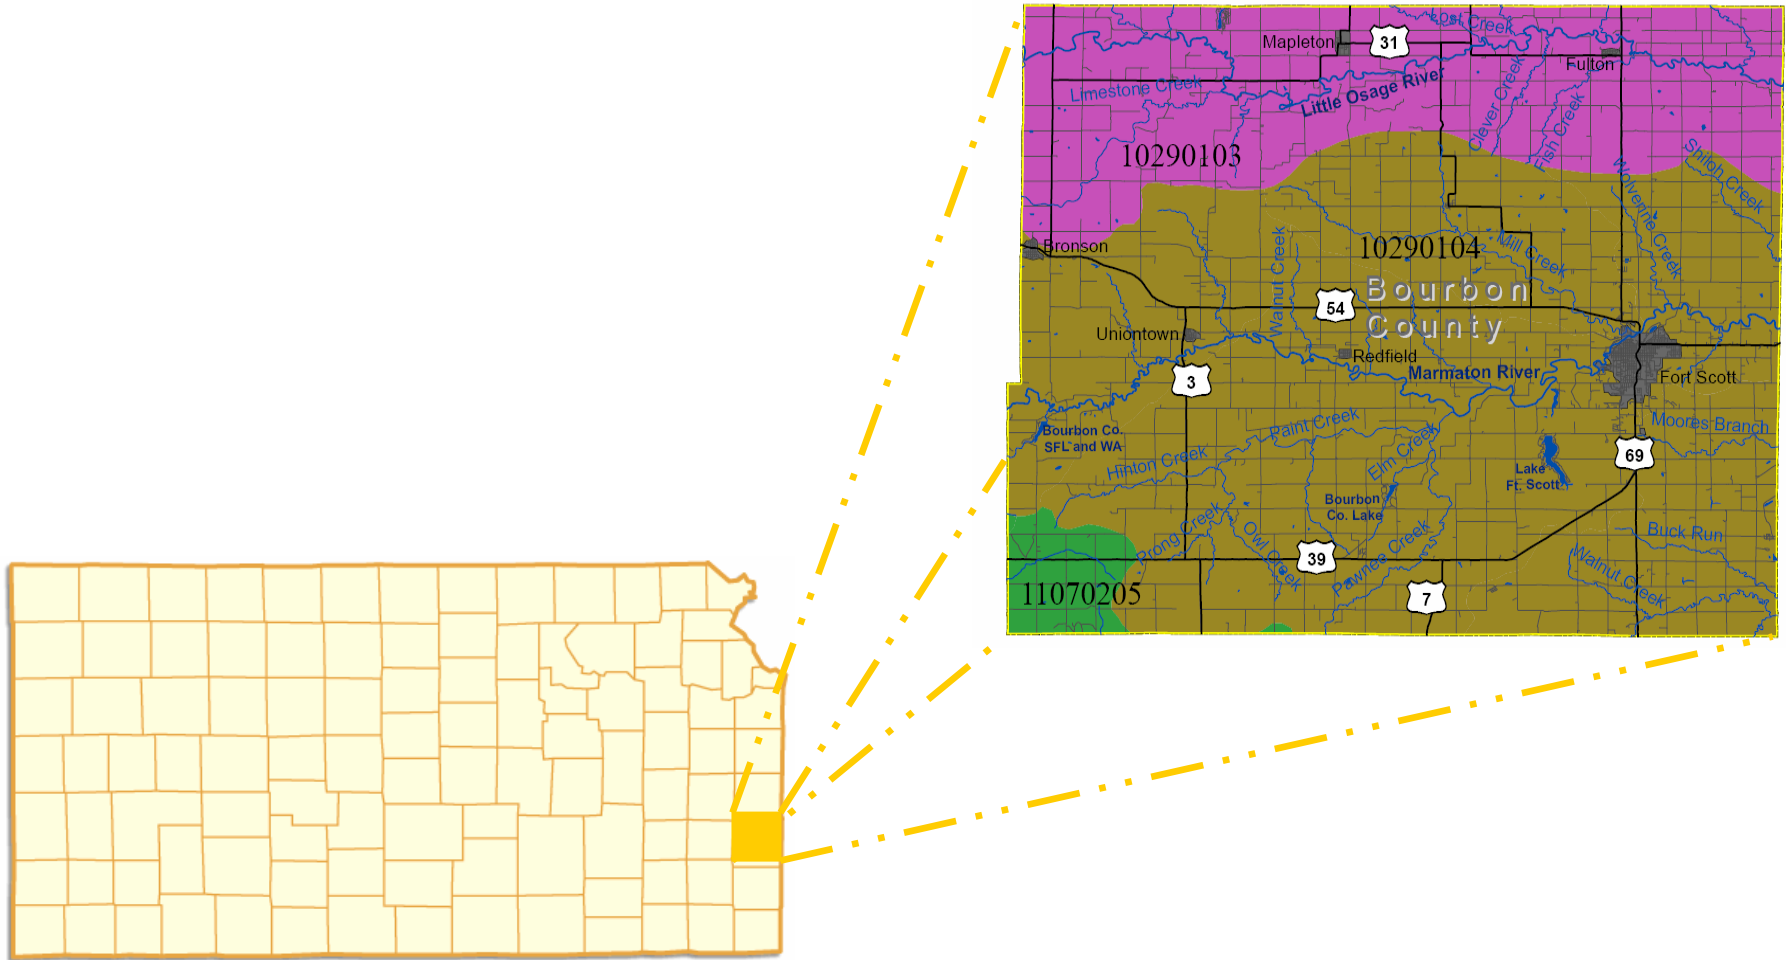 Lost Creek
Mapleton
31
Fulton
Limestone Creek
Little Osage River
Clever Creek
Fish Creek
10290103
Shiloh Creek
Wolverine Creek
Bronson
Walnut Creek
10290104
Mill Creek
Bourbon
County
54
Uniontown
Redfield
Marmaton River
Fort Scott
3
Paint Creek
Moores Branch
Bourbon Co.
SFL and WA
Hinton Creek
Elm Creek
69
Lake
Ft. Scott
Bourbon
Co. Lake
Prong Creek
Owl Creek
Pawnee Creek
Buck Run
39
Walnut Creek
11070205
7